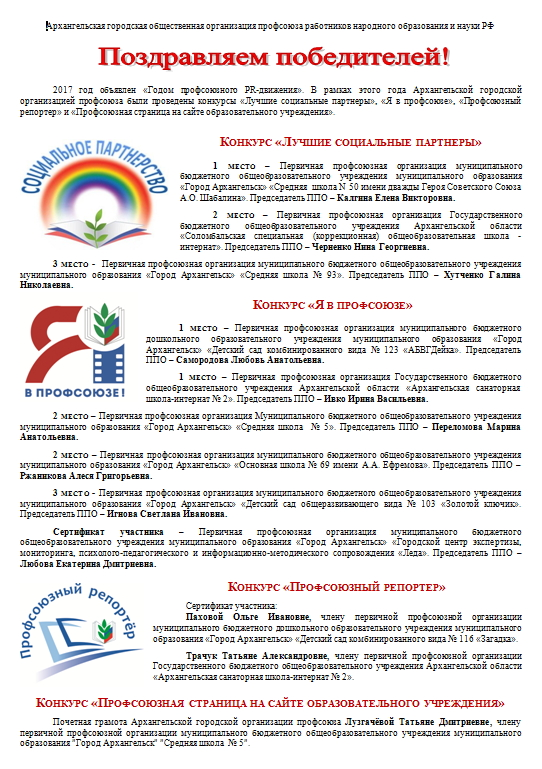 Архангельская городская общественная организация профсоюза работников народного образования и науки РФ
Поздравляем победителей!
2017 год объявлен «Годом профсоюзного PR-движения». В рамках этого года Архангельской городской
организацией профсоюза были проведены конкурсы «Лучшие социальные партнеры», «Я в профсоюзе», «Профсоюзный
репортер» и «Профсоюзная страница на сайте образовательного учреждения».
СОЦИАЛЬНОЕ ПАРТНЕРСТВО
КОНКУРС «ЛУЧШИЕ СОЦИАЛЬНЫЕ ПАРТНЕРЫ»
1 место – Первичная профсоюзная организация муниципального
бюджетного общеобразовательного учреждения муниципального образования
«Город Архангельск» «Средняя школа N 50 имени дважды Героя Советского Союза
А.О. Шабалина». Председатель ППО – Калгина Елена Викторовна.
2 место – Первичная профсоюзная организация Государственного
бюджетного общеобразовательного учреждения Архангельской области
«Соломбальская специальная (коррекционная) общеобразовательная школа -
интернат». Председатель ППО – Черненко Нина Георгиевна.
3 место - Первичная профсоюзная организация муниципального бюджетного общеобразовательного учреждения
муниципального образования «Город Архангельск» «Средняя школа № 93». Председатель ППО – Хутченко Галина
Николаевна.
Я
В ПРОФСОЮЗЕ!
КОНКУРС «Я В ПРОФСОЮЗЕ»
1 место – Первичная профсоюзная организация муниципального бюджетного
дошкольного образовательного учреждения муниципального образования «Город
Архангельск» «Детский сад комбинированного вида № 123 «АБВГДейка». Председатель
ППО – Самородова Любовь Анатольевна.
1 место – Первичная профсоюзная организация Государственного бюджетного
общеобразовательного учреждения Архангельской области «Архангельская санаторная
школа-интернат № 2». Председатель ППО – Ивко Ирина Васильевна.
2 место – Первичная профсоюзная организация Муниципального бюджетного общеобразовательного учреждения
муниципального образования «Город Архангельск» «Средняя школа № 5». Председатель ППО – Переломова Марина
Анатольевна.
2 место – Первичная профсоюзная организация муниципального бюджетного общеобразовательного учреждения
муниципального образования «Город Архангельск» «Основная школа № 69 имени А.А. Ефремова». Председатель ППО –
Ржаникова Алеся Григорьевна.
3 место - Первичная профсоюзная организация муниципального бюджетного общеобразовательного учреждения
муниципального образования «Город Архангельск» «Детский сад общеразвивающего вида № 103 «Золотой ключик».
Председатель ППО – Игнова Светлана Ивановна.
Сертификат участника – Первичная профсоюзная организация муниципального бюджетного
общеобразовательного учреждения муниципального образования «Город Архангельск» «Городской центр экспертизы,
мониторинга, психолого-педагогического и информационно-методического сопровождения «Леда». Председатель ППО –
Любова Екатерина Дмитриевна.
Профсоюзный репортёр
КОНКУРС «ПРОФСОЮЗНЫЙ РЕПОРТЕР»
Сертификат участника:
Паховой Ольге Ивановне, члену первичной профсоюзной организации
муниципального бюджетного дошкольного образовательного учреждения муниципального
образования «Город Архангельск» «Детский сад комбинированного вида № 116 «Загадка».
Трачук Татьяне Александровне, члену первичной профсоюзной организации
Государственного бюджетного общеобразовательного учреждения Архангельской области
«Архангельская санаторная школа-интернат № 2».
КОНКУРС «ПРОФСОЮЗНАЯ СТРАНИЦА НА САЙТЕ ОБРАЗОВАТЕЛЬНОГО УЧРЕЖДЕНИЯ»
Почетная грамота Архангельской городской организации профсоюза Лузгачёвой Татьяне Дмитриевне, члену
первичной профсоюзной организации муниципального бюджетного общеобразовательного учреждения муниципального
образования "Город Архангельск" "Средняя школа № 5".